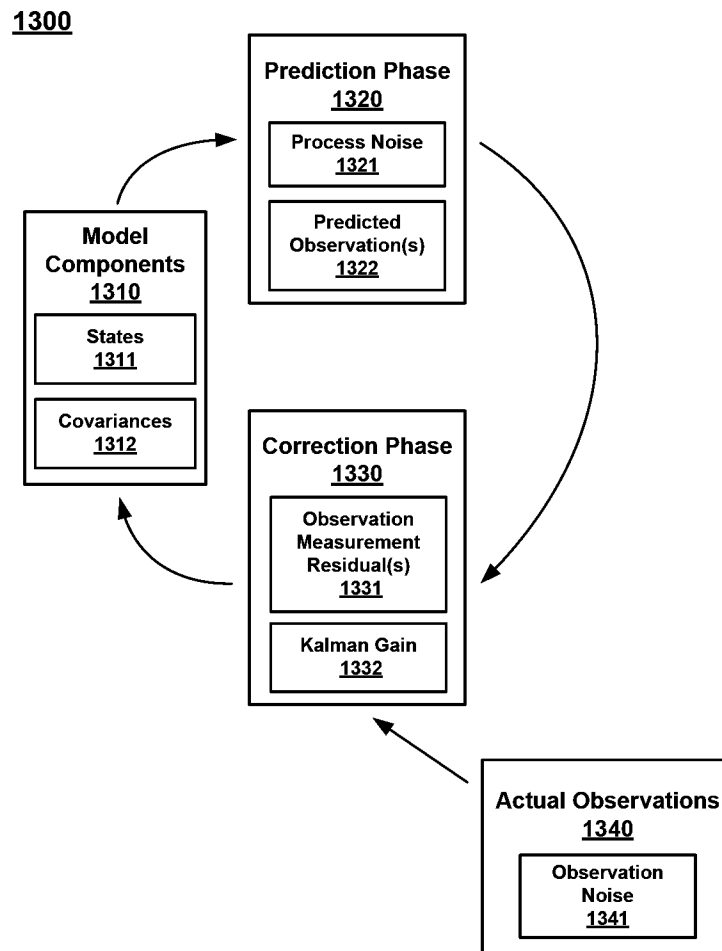 1300
Prediction Phase
1320
Process Noise
1321
Predicted
Observation(s)
1322
Model
Components
1310
States
1311
Covariances
1312
Correction Phase
1330
Observation
Measurement
Residual(s)
1331
Kalman Gain
1332
Actual Observations
1340
Observation
Noise
1341